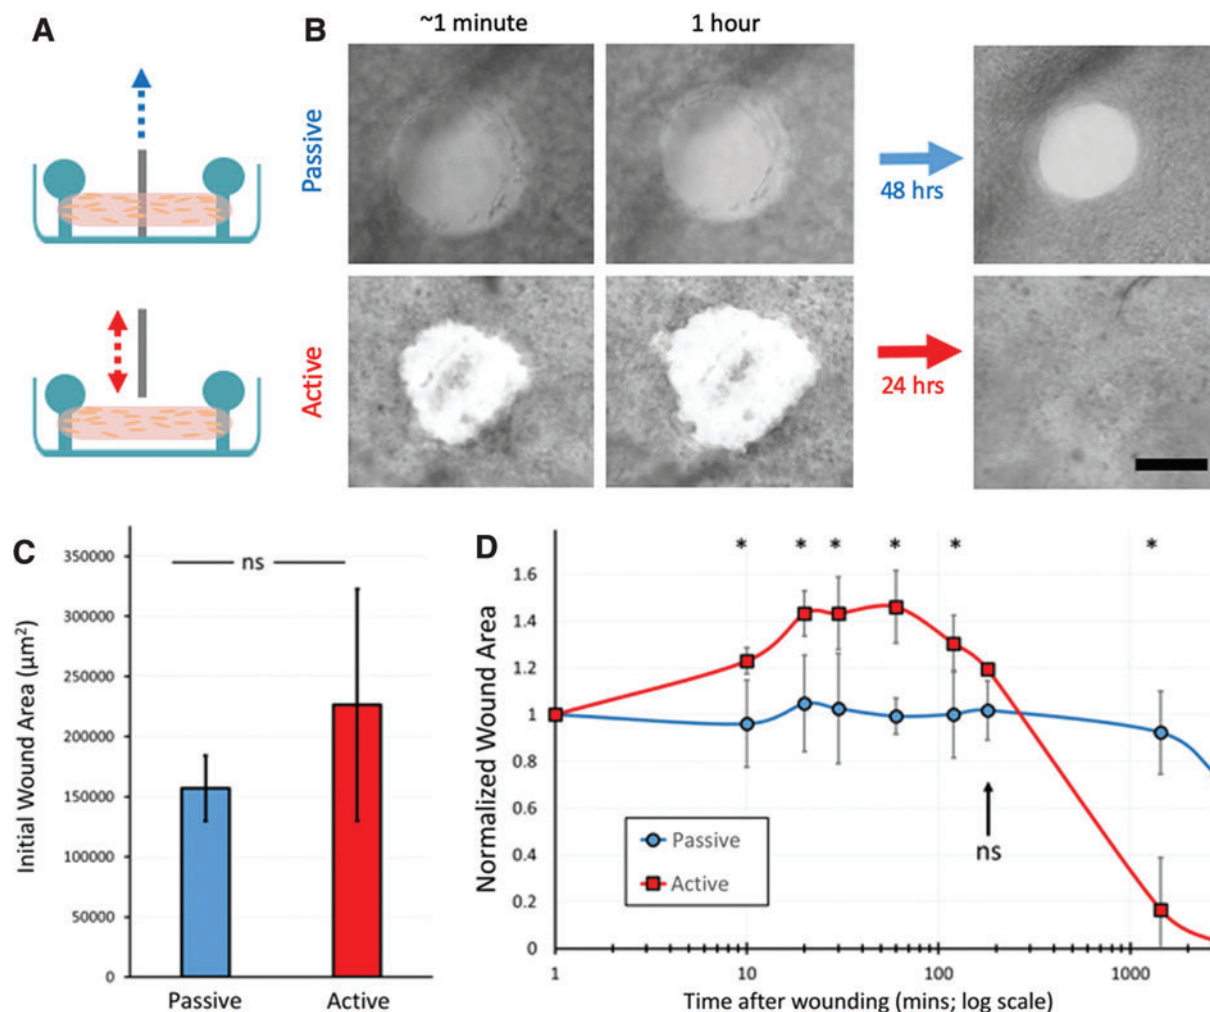 A
B
~1 minute
1 hour
Passive
48 hrs
Active
24 hrs
C
Initial Wound Area (µm²)
350000
300000
250000
200000
150000
100000
50000
0
ns
Passive
Active
D
Normalized Wound Area
* * * * * *
1.6
1.4
1.2
1
0.8
0.6
0.4
0.2
0
Passive
Active
ns
1 10 100 1000
Time after wounding (mins; log scale)